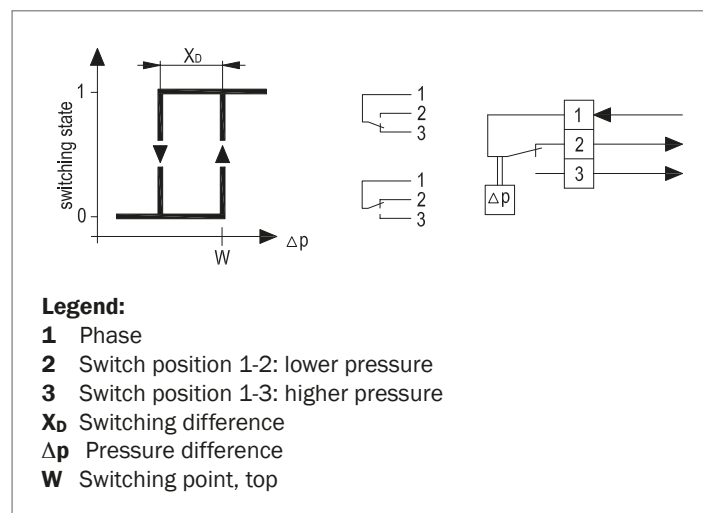 X_D
switching state
1
0
Δp
W
1
2
3
1
2
3
1
2
3
Δp
Legend:
1 Phase
2 Switch position 1-2: lower pressure
3 Switch position 1-3: higher pressure
X_D Switching difference
Δp Pressure difference
W Switching point, top